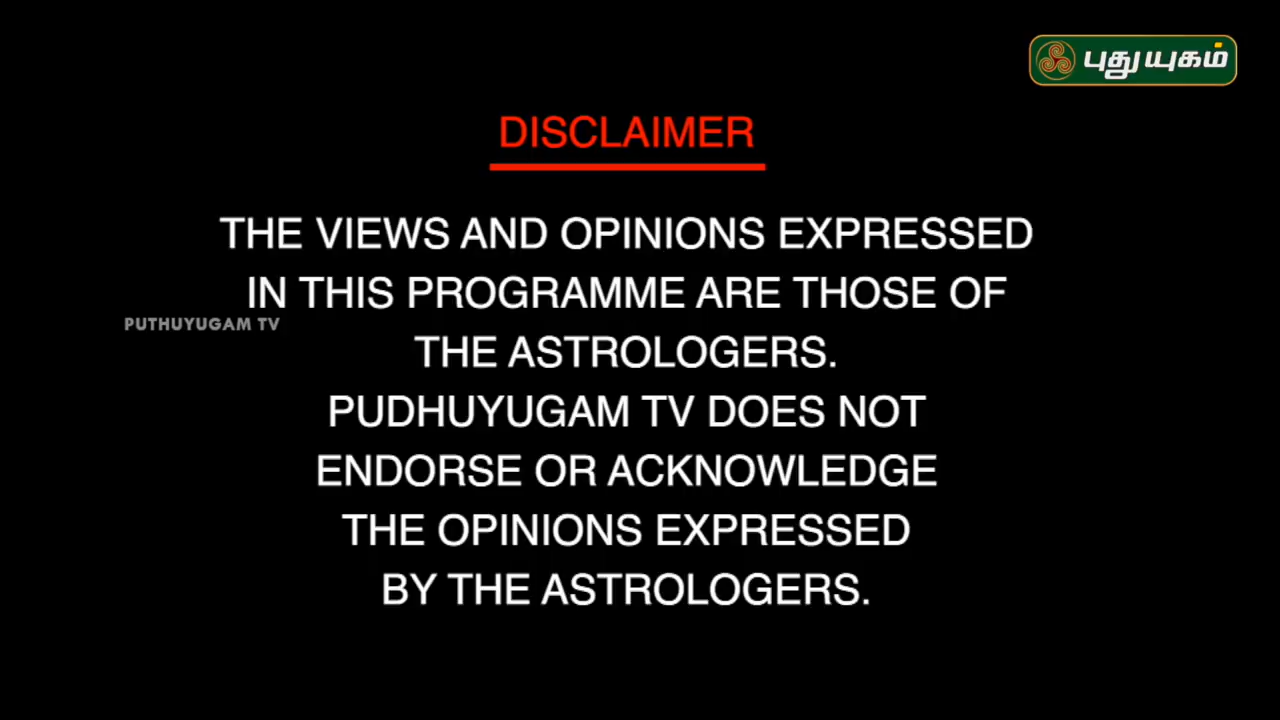 புதுயுகம்
DISCLAIMER
THE VIEWS AND OPINIONS EXPRESSED
IN THIS PROGRAMME ARE THOSE OF
PUTHUYUGAM TV
THE ASTROLOGERS.
PUDHUYUGAM TV DOES NOT
ENDORSE OR ACKNOWLEDGE
THE OPINIONS EXPRESSED
BY THE ASTROLOGERS.